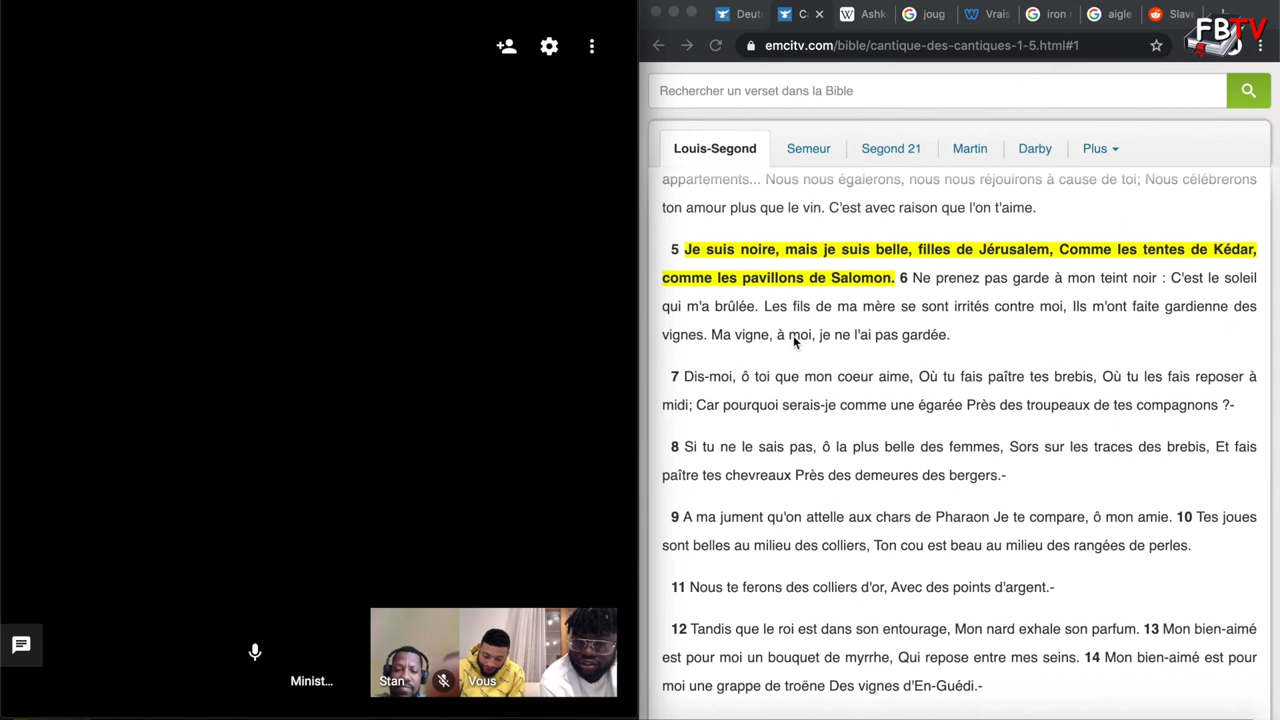 Deut
C
Ashk
joug
Vrais
iron
aigle
Slave
FBTV
emcitv.com/bible/cantique-des-cantiques-1-5.html#1
Rechercher un verset dans la Bible
Louis-Segond
Semeur
Segond 21
Martin
Darby
Plus
appartements... Nous nous égaierons, nous nous réjouirons à cause de toi; Nous célébrerons
ton amour plus que le vin. C'est avec raison que l'on t'aime.
5 Je suis noire, mais je suis belle, filles de Jérusalem, Comme les tentes de Kédar,
comme les pavillons de Salomon. 6 Ne prenez pas garde à mon teint noir : C'est le soleil
qui m'a brûlée. Les fils de ma mère se sont irrités contre moi, Ils m'ont faite gardienne des
vignes. Ma vigne, à moi, je ne l'ai pas gardée.
7 Dis-moi, ô toi que mon coeur aime, Où tu fais paître tes brebis, Où tu les fais reposer à
midi; Car pourquoi serais-je comme une égarée Près des troupeaux de tes compagnons ?-
8 Si tu ne le sais pas, ô la plus belle des femmes, Sors sur les traces des brebis, Et fais
paître tes chevreaux Près des demeures des bergers.-
9 A ma jument qu'on attelle aux chars de Pharaon Je te compare, ô mon amie. 10 Tes joues
sont belles au milieu des colliers, Ton cou est beau au milieu des rangées de perles.
11 Nous te ferons des colliers d'or, Avec des points d'argent.-
12 Tandis que le roi est dans son entourage, Mon nard exhale son parfum. 13 Mon bien-aimé
est pour moi un bouquet de myrrhe, Qui repose entre mes seins. 14 Mon bien-aimé est pour
moi une grappe de troëne Des vignes d'En-Guédi.-
Minist...
Stan
Vous